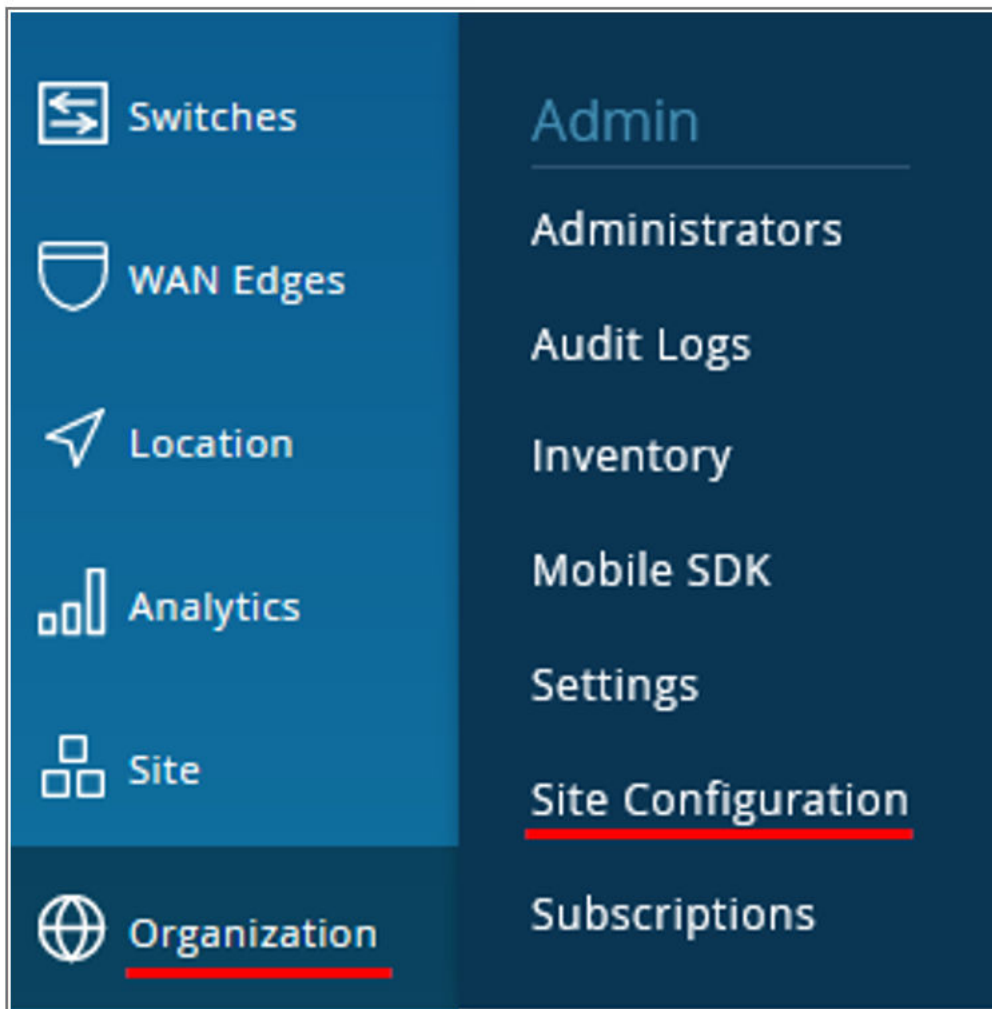 Switches
WAN Edges
Location
Analytics
Site
Organization
Admin
Administrators
Audit Logs
Inventory
Mobile SDK
Settings
Site Configuration
Subscriptions